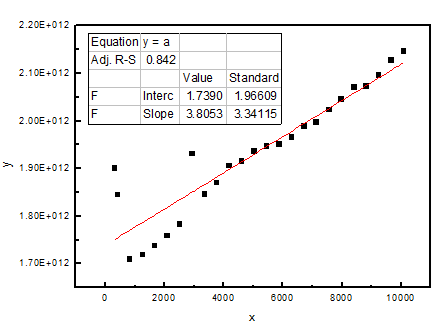 2.20E+012
Equation y = a
Adj. R-S 0.842
Value Standard
F Interc 1.7390 1.96609
F Slope 3.8053 3.34115
2.10E+012
2.00E+012
1.90E+012
1.80E+012
1.70E+012
y
0 2000 4000 6000 8000 10000
x